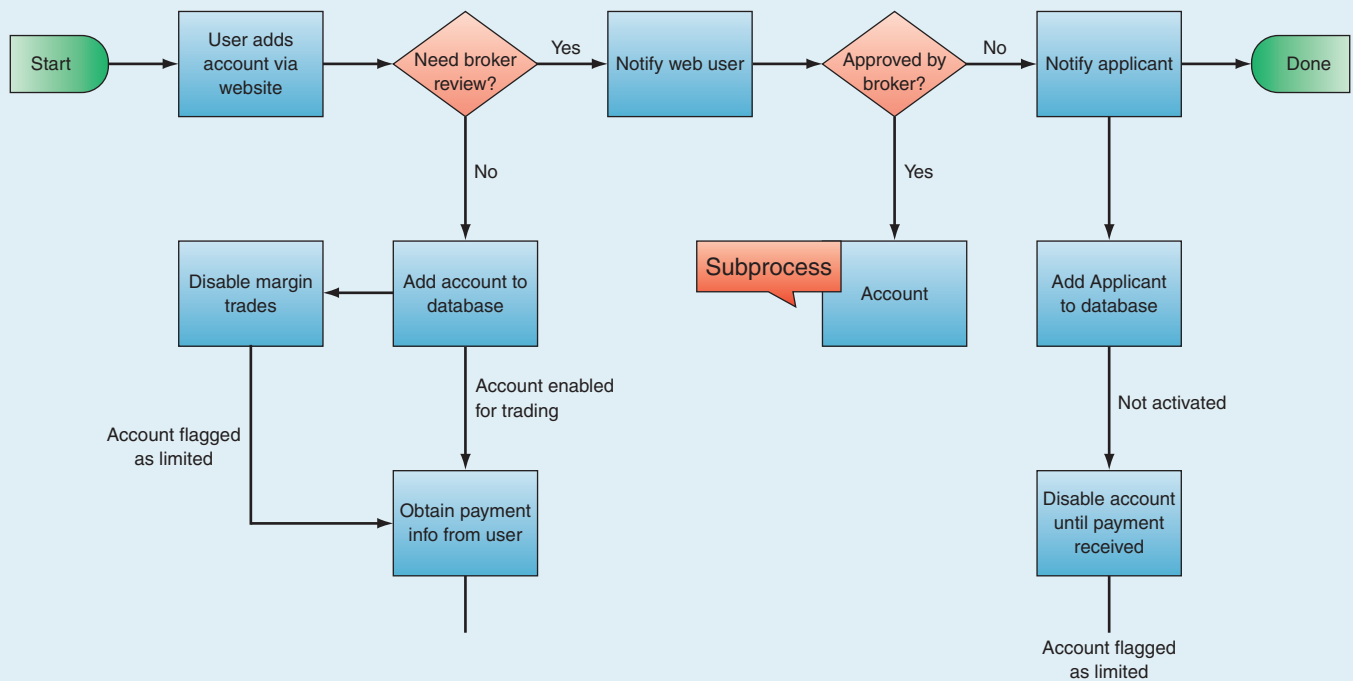 Start
User adds
account via
website
Need broker
review?
Yes
Notify web user
Approved by
broker?
No
Notify applicant
Done
No
Yes
Disable margin
trades
Add account to
database
Subprocess
Account
Add Applicant
to database
Account enabled
for trading
Not activated
Account flagged
as limited
Obtain payment
info from user
Disable account
until payment
received
Account flagged
as limited